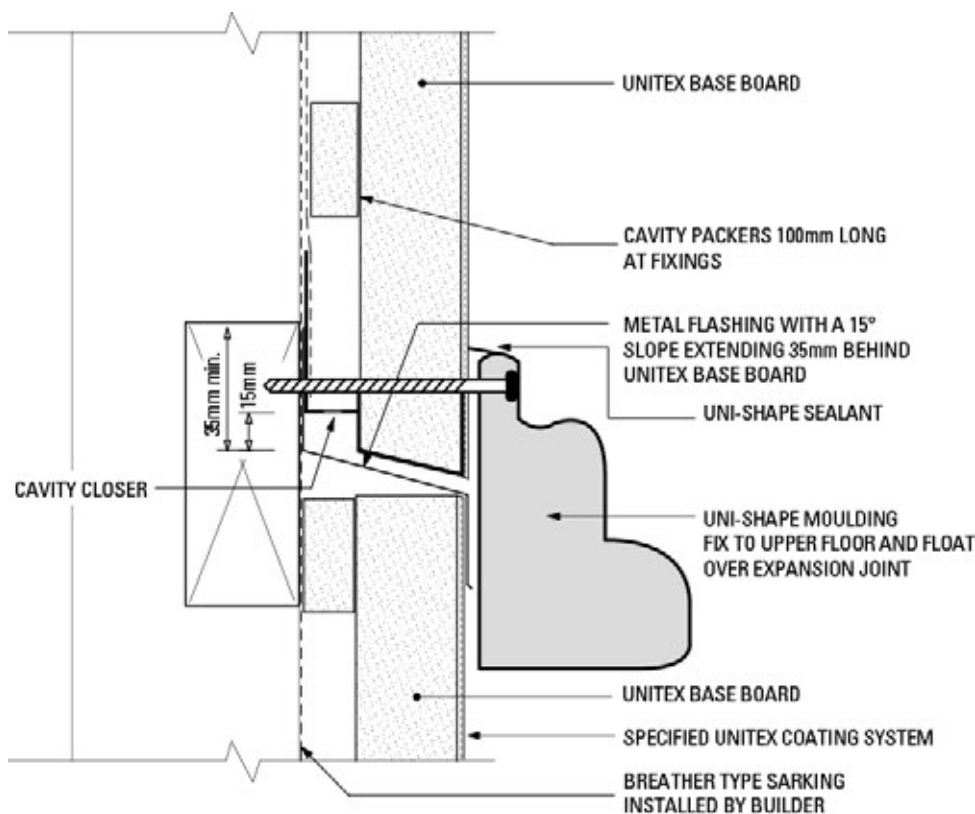 UNITEX BASE BOARD
CAVITY PACKERS 100mm LONG
AT FIXINGS
METAL FLASHING WITH A 15°
SLOPE EXTENDING 35mm BEHIND
UNITEX BASE BOARD
35mm min.
15mm
UNI-SHAPE SEALANT
CAVITY CLOSER
UNI-SHAPE MOULDING
FIX TO UPPER FLOOR AND FLOAT
OVER EXPANSION JOINT
UNITEX BASE BOARD
SPECIFIED UNITEX COATING SYSTEM
BREATHER TYPE SARKING
INSTALLED BY BUILDER